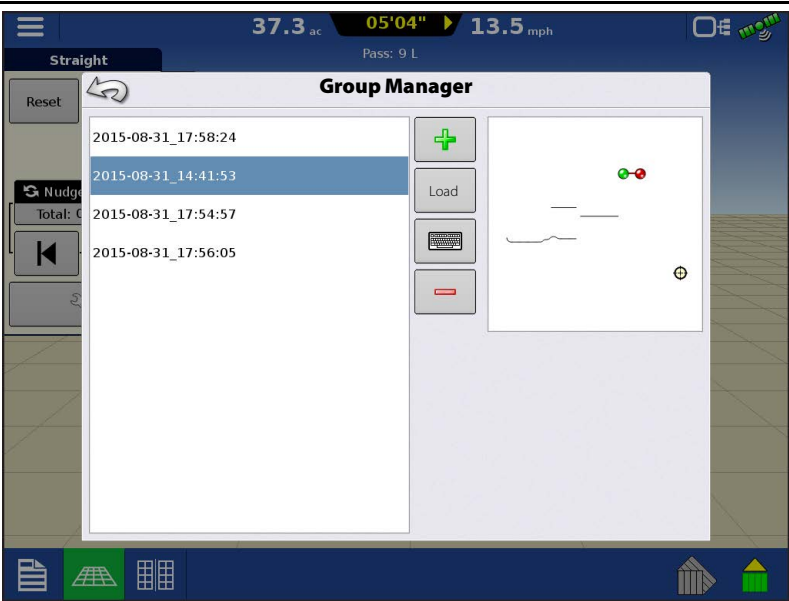 37.3 ac 05'04" 13.5 mph
Pass: 9 L
Straight
Group Manager
Reset
2015-08-31_17:58:24
2015-08-31_14:41:53
Load
Nudge
Total:
2015-08-31_17:54:57
2015-08-31_17:56:05